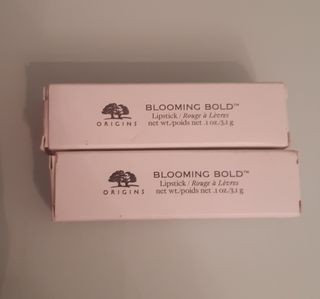 BLOOMING BOLD™
Lipstick / Rouge à Lèvres
net wt./poids net .1 oz./3.1 g
ORIGINS
BLOOMING BOLD™
Lipstick / Rouge à Lèvres
net wt./poids net .1 oz./3.1 g
ORIGINS